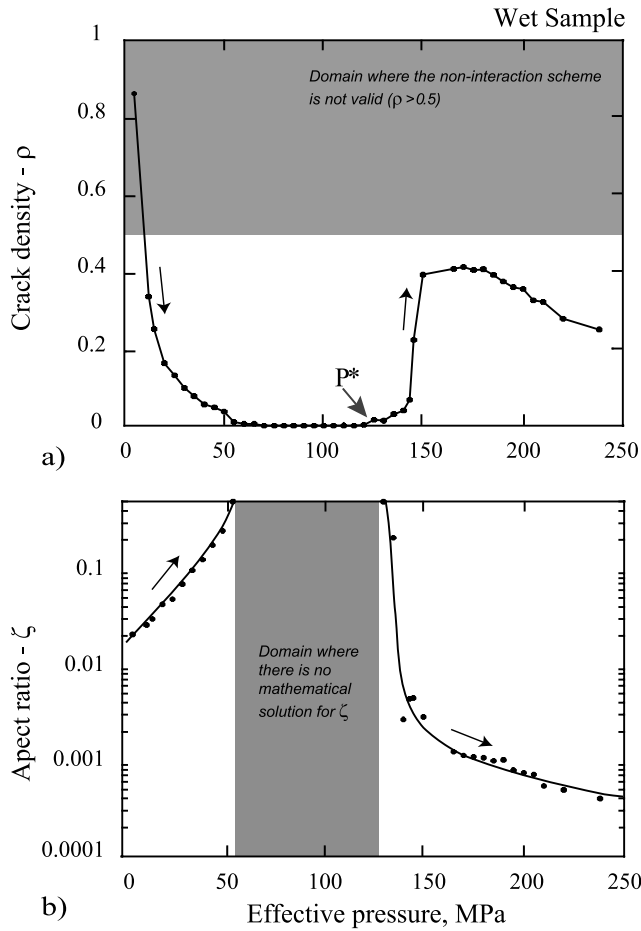 Wet Sample
1
0.8
0.6
0.4
0.2
0
Crack density - ρ
Domain where the non-interaction scheme
is not valid (ρ > 0.5)
P*
0 50 100 150 200 250
a)
0.1
0.01
0.001
0.0001
Apect ratio - ζ
Domain where
there is no
mathematical
solution for ζ
0 50 100 150 200 250
b)
Effective pressure, MPa